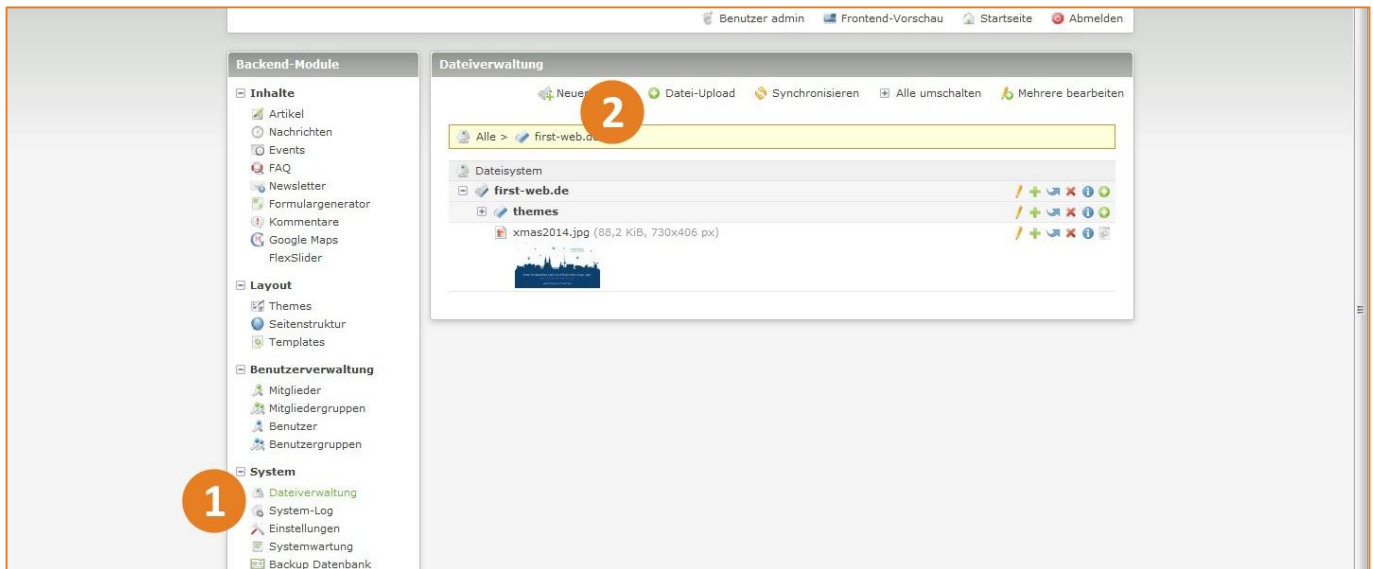 Benutzer admin Frontend-Vorschau Startseite Abmelden
Backend-Module
Inhalte
Artikel
Nachrichten
Events
FAQ
Newsletter
Formulargenerator
Kommentare
Google Maps
FlexSlider
Layout
Themes
Seitenstruktur
Templates
Benutzerverwaltung
Mitglieder
Mitgliedergruppen
Benutzer
Benutzergruppen
System
1
Dateiverwaltung
System-Log
Einstellungen
Systemwartung
Backup Datenbank
Dateiverwaltung
2
Datei-Upload Synchronisieren Alle umschalten Mehrere bearbeiten
Alle > first-web.de
Dateisystem
first-web.de
themes
xmas2014.jpg (88,2 KiB, 730x406 px)